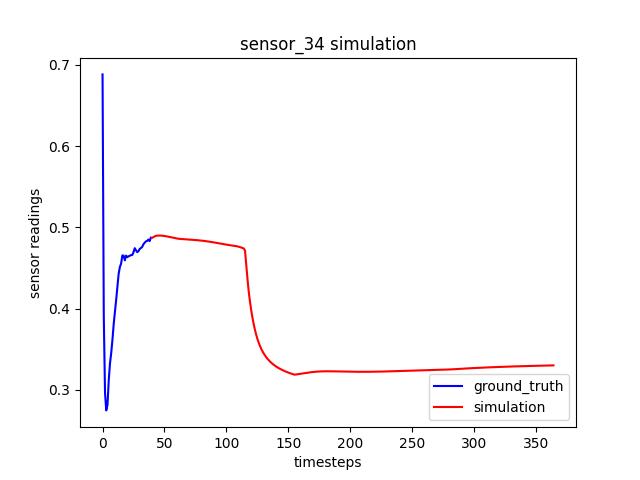 sensor_34 simulation
0.7
0.6
0.5
0.4
0.3
sensor readings
0 50 100 150 200 250 300 350
timesteps
ground_truth
simulation